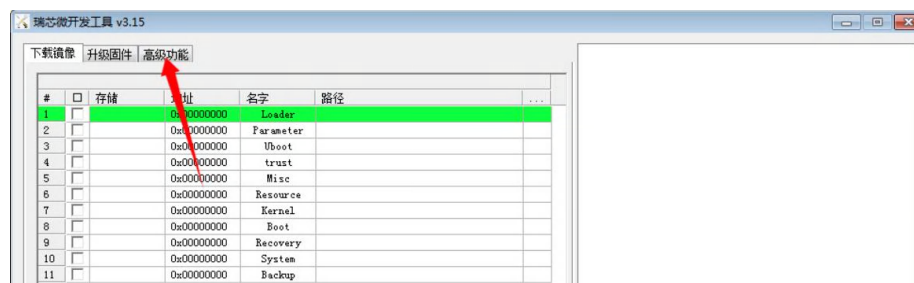 瑞芯微开发工具 v3.15
下载镜像 升级固件 高级功能
# 存储 地址 名字 路径 ...
1 0x00000000 Loader
2 0x00000000 Parameter
3 0x00000000 Uboot
4 0x00000000 trust
5 0x00000000 Misc
6 0x00000000 Resource
7 0x00000000 Kernel
8 0x00000000 Boot
9 0x00000000 Recovery
10 0x00000000 System
11 0x00000000 Backup